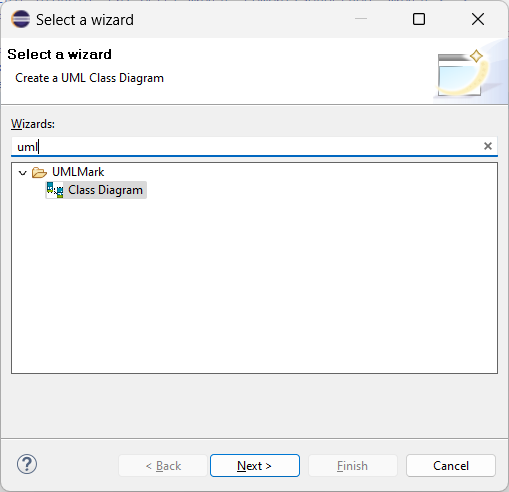 Select a wizard
Select a wizard
Create a UML Class Diagram
Wizards:
uml
UMLMark
Class Diagram
< Back
Next >
Finish
Cancel